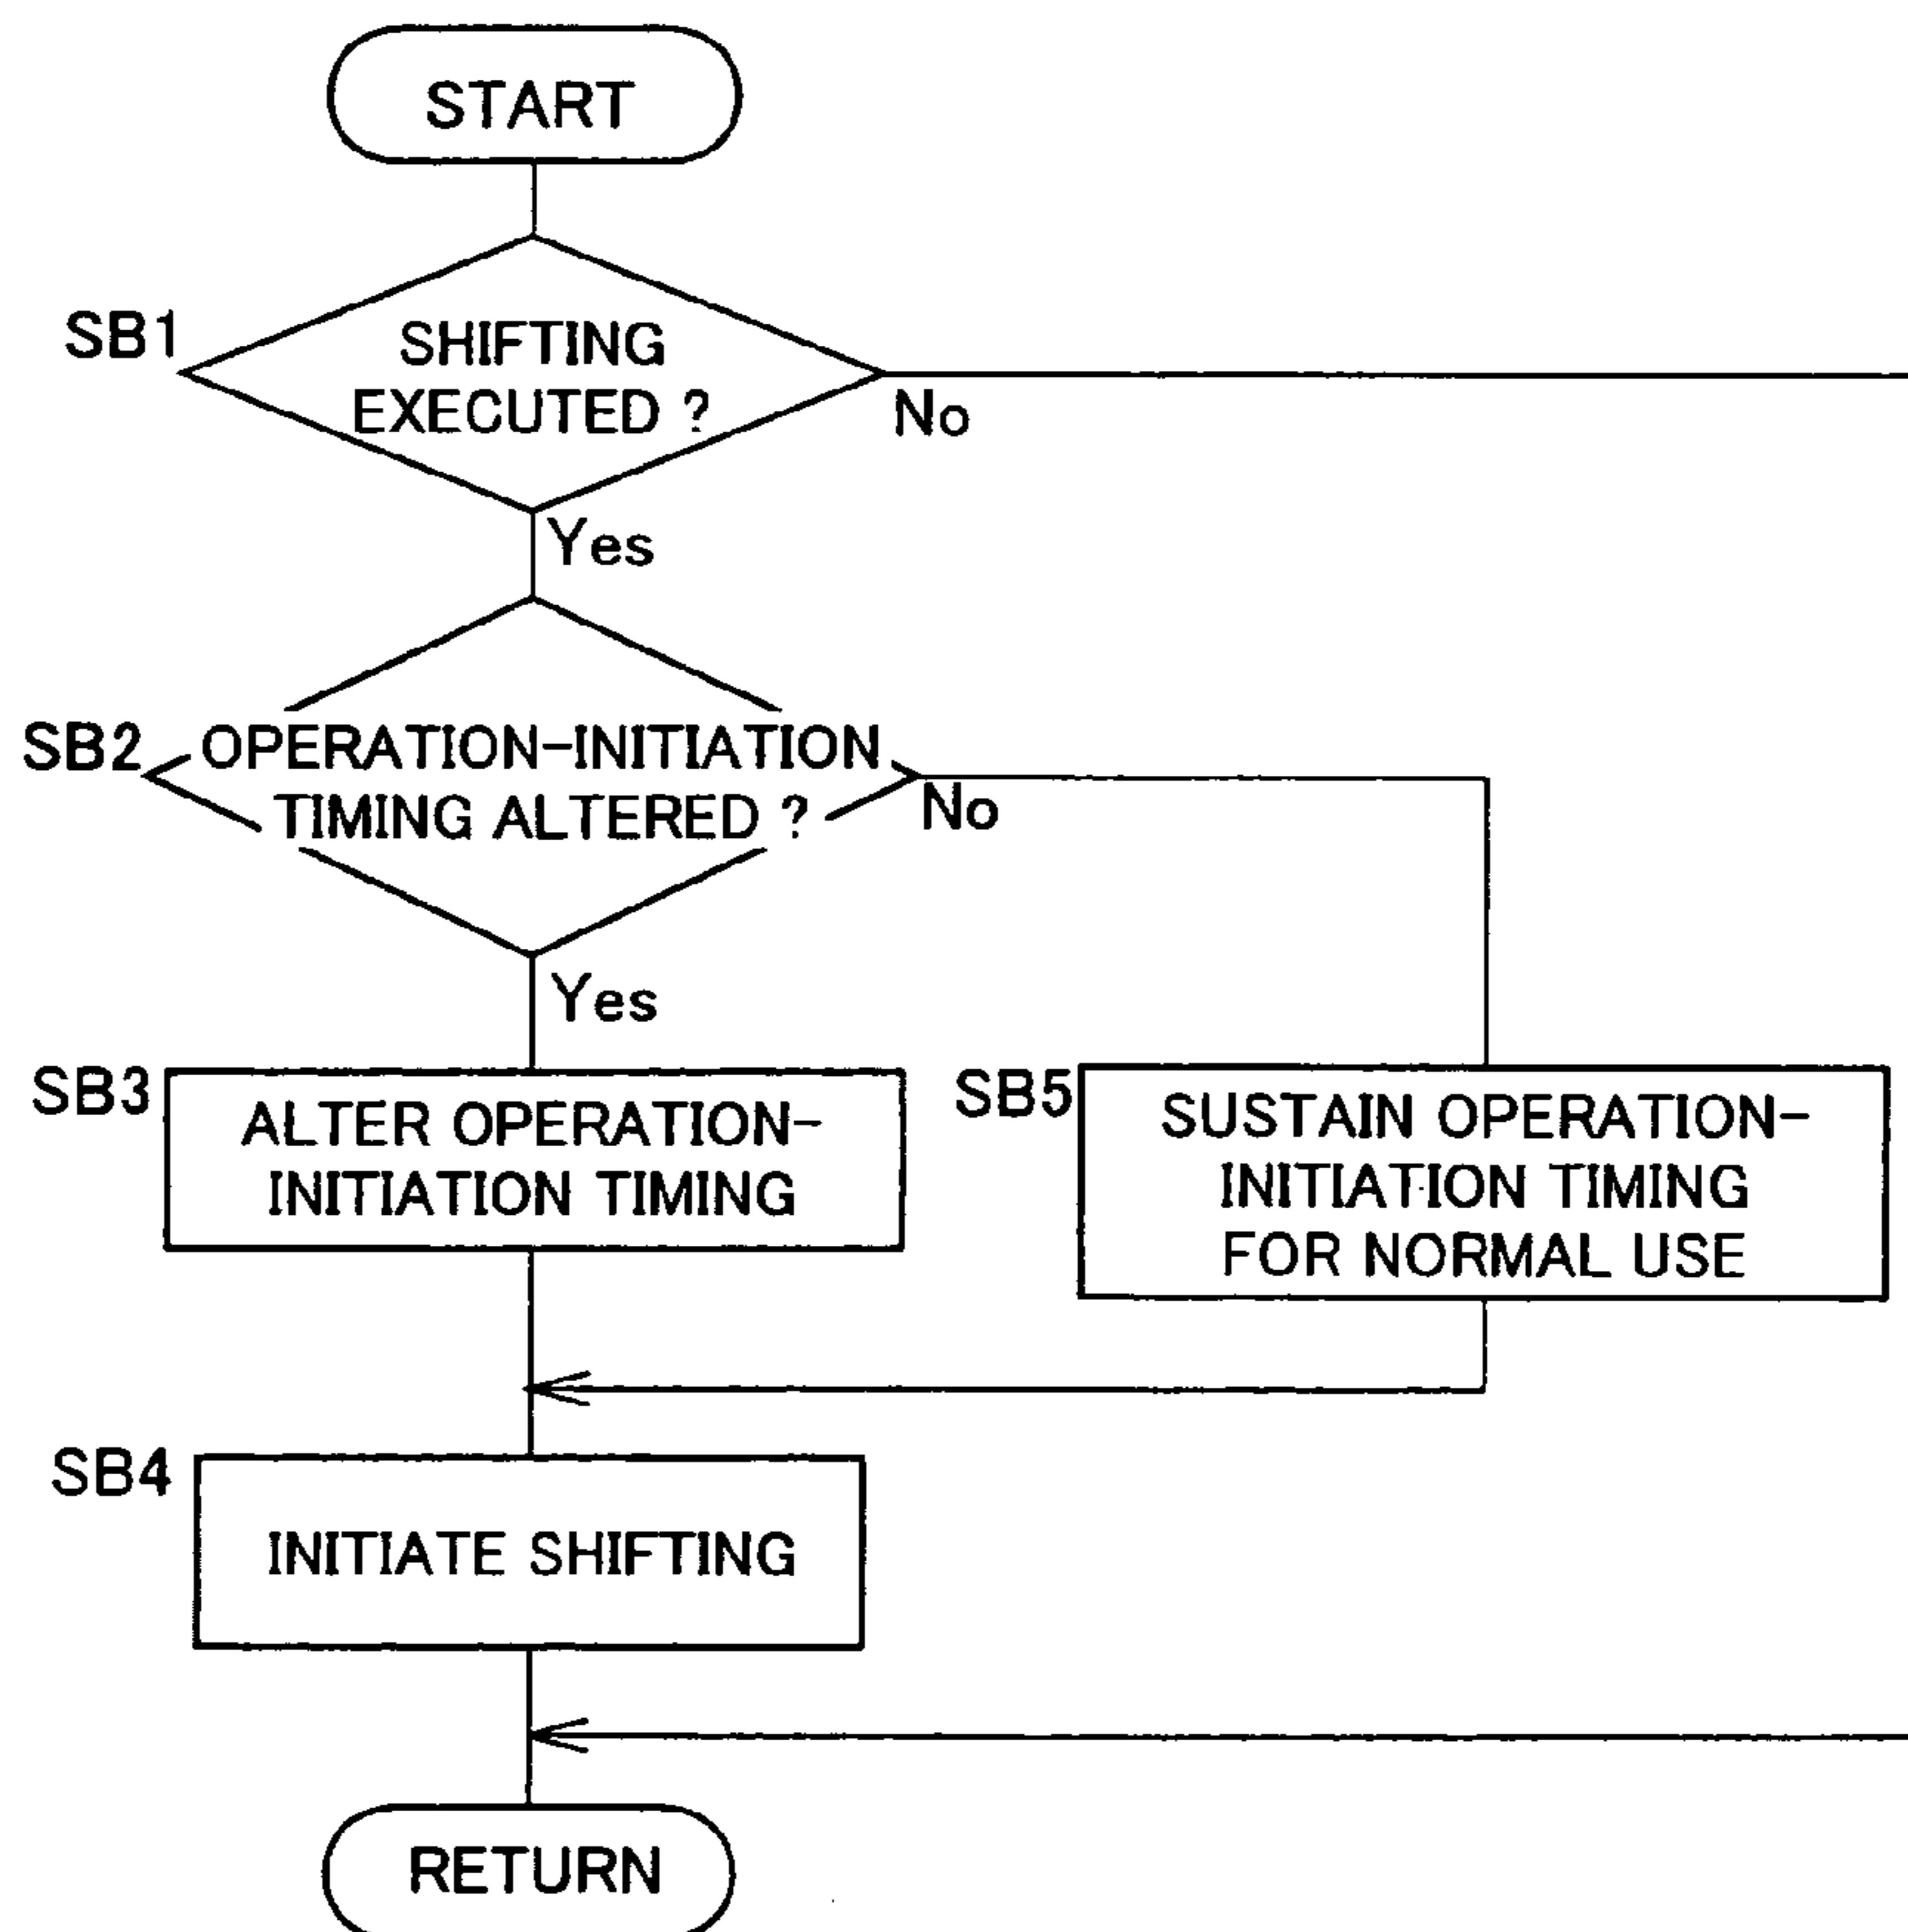 START
SB1
SHIFTING
EXECUTED ?
No
Yes
SB2
OPERATION-INITIATION
TIMING ALTERED ?
No
Yes
SB3
ALTER OPERATION-
INITIATION TIMING
SB5
SUSTAIN OPERATION-
INITIATION TIMING
FOR NORMAL USE
SB4
INITIATE SHIFTING
RETURN